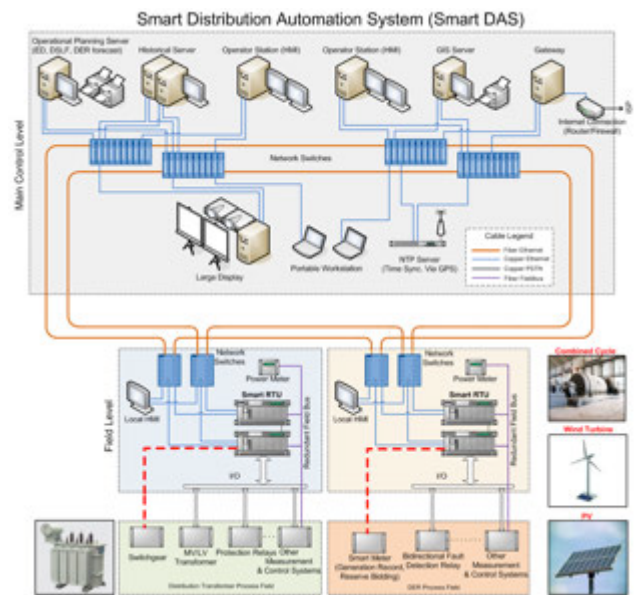 Smart Distribution Automation System (Smart DAS)
Operational Planning Server
(IED, DSLF, DER forecast)
Historical Server
Operator Station (HMI)
Operator Station (HMI)
GIS Server
Gateway
ISP
Internet Connection
(Router/Firewall)
Main Control Level
Network Switches
Large Display
Portable Workstation
NTP Server
(Time Sync. Via GPS)
Cable Legend
Fiber Ethernet
Copper Ethernet
Copper PSTN
Fiber Fieldbus
Field Level
Network
Switches
Power Meter
Local HMI
Smart RTU
Redundant Field Bus
I/O
Network
Switches
Power Meter
Local HMI
Smart RTU
Redundant Field Bus
I/O
Combined Cycle
Wind Turbine
PV
Switchgear
MV/LV
Transformer
Protection Relays
Other
Measurement
& Control Systems
Distribution Transformer Process Field
Smart Meter
(Generation Record,
Reserve Bidding)
Bidirectional Fault
Detection Relay
Other
Measurement
& Control Systems
DER Process Field